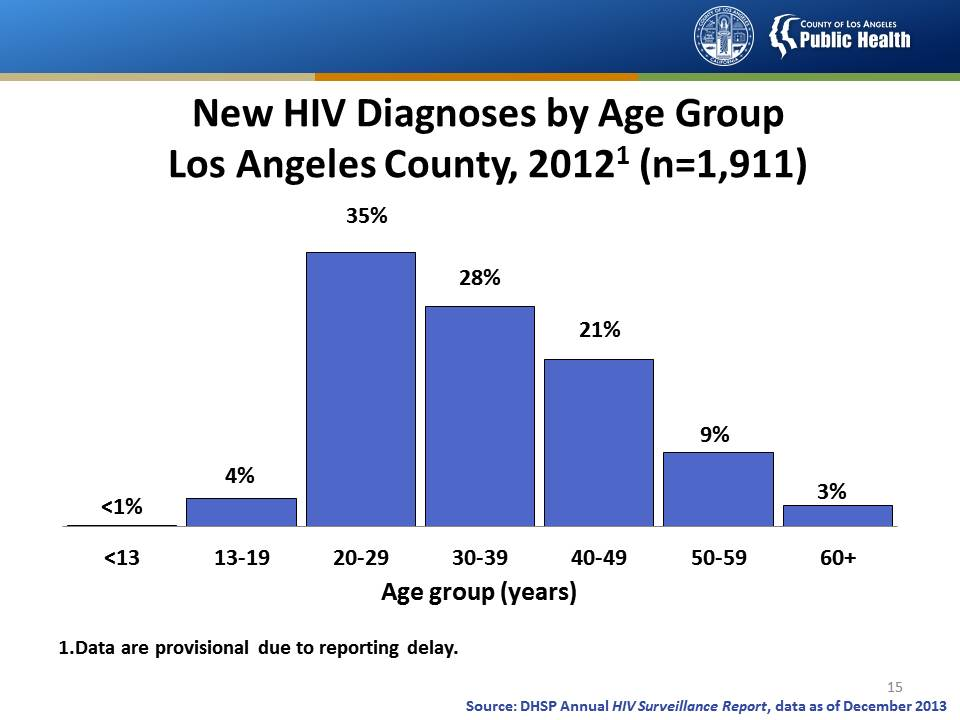 COUNTY OF LOS ANGELES
Public Health
New HIV Diagnoses by Age Group
Los Angeles County, 2012¹ (n=1,911)
35%
28%
21%
9%
4%
3%
<1%
<13 13-19 20-29 30-39 40-49 50-59 60+
Age group (years)
1.Data are provisional due to reporting delay.
15
Source: DHSP Annual HIV Surveillance Report, data as of December 2013